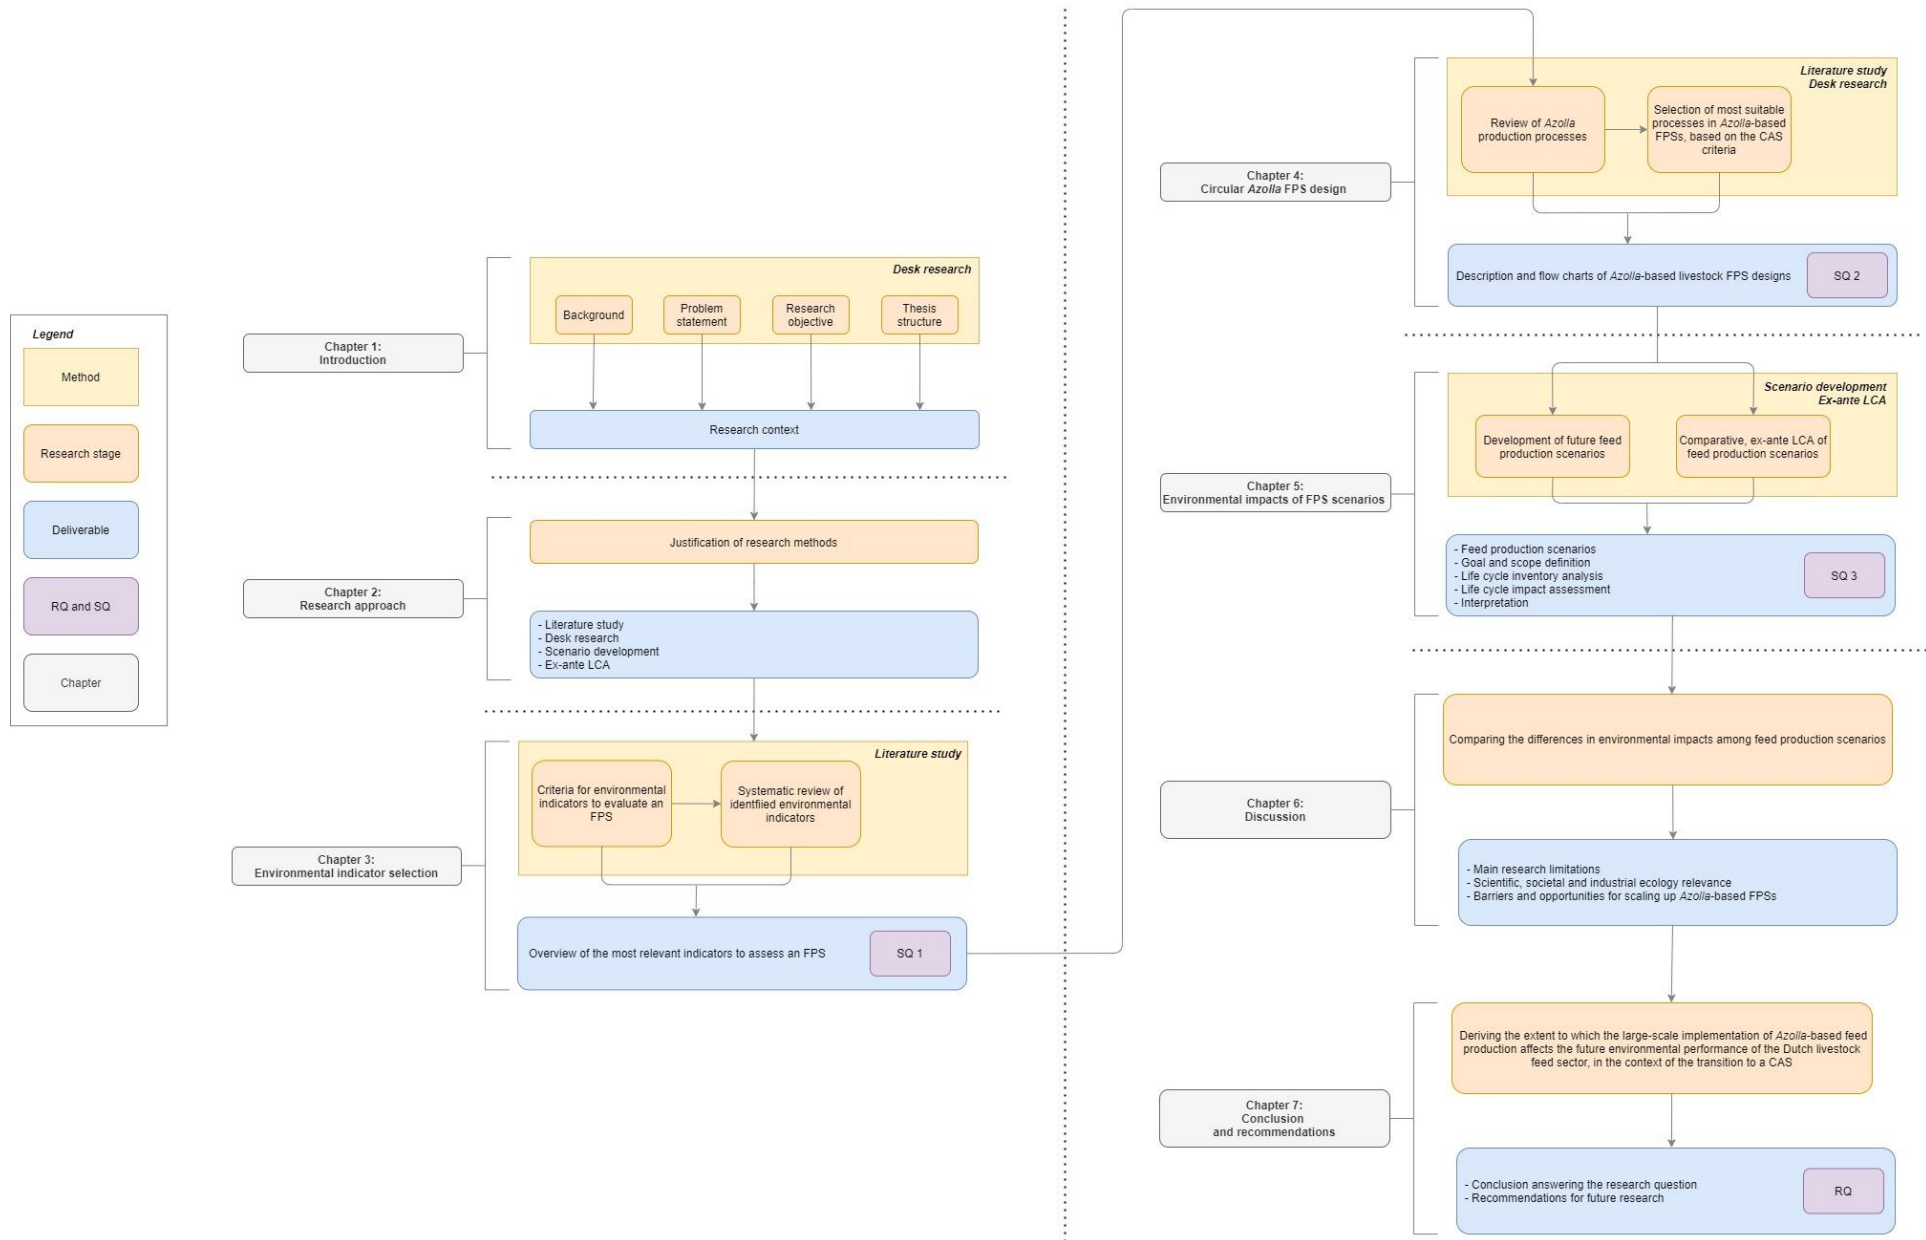 Legend
Method
Research stage
Deliverable
RQ and SQ
Chapter
Chapter 1:
Introduction
Desk research
Background
Problem
statement
Research
objective
Thesis
structure
Research context
Chapter 2:
Research approach
Justification of research methods
- Literature study
- Desk research
- Scenario development
- Ex-ante LCA
Chapter 3:
Environmental indicator selection
Literature study
Criteria for environmental
indicators to evaluate an
FPS
Systematic review of
identfiied environmental
indicators
Overview of the most relevant indicators to assess an FPS
SQ 1
Chapter 4:
Circular Azolla FPS design
Literature study
Desk research
Review of Azolla
production processes
Selection of most suitable
processes in Azolla-based
FPSs, based on the CAS
criteria
Description and flow charts of Azolla-based livestock FPS designs
SQ 2
Chapter 5:
Environmental impacts of FPS scenarios
Scenario development
Ex-ante LCA
Development of future feed
production scenarios
Comparative, ex-ante LCA of
feed production scenarios
- Feed production scenarios
- Goal and scope definition
- Life cycle inventory analysis
- Life cycle impact assessment
- Interpretation
SQ 3
Chapter 6:
Discussion
Comparing the differences in environmental impacts among feed production scenarios
- Main research limitations
- Scientific, societal and industrial ecology relevance
- Barriers and opportunities for scaling up Azolla-based FPSs
Chapter 7:
Conclusion
and recommendations
Deriving the extent to which the large-scale implementation of Azolla-based feed
production affects the future environmental performance of the Dutch livestock
feed sector, in the context of the transition to a CAS
- Conclusion answering the research question
- Recommendations for future research
RQ